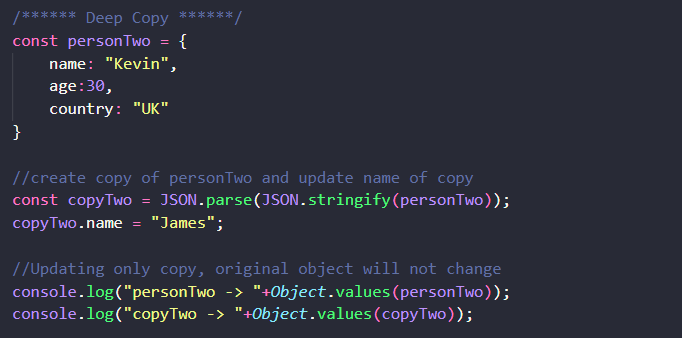 /****** Deep Copy ******/
const personTwo = {
    name: "Kevin",
    age:30,
    country: "UK"
}
//create copy of personTwo and update name of copy
const copyTwo = JSON.parse(JSON.stringify(personTwo));
copyTwo.name = "James";
//Updating only copy, original object will not change
console.log("personTwo -> "+Object.values(personTwo));
console.log("copyTwo -> "+Object.values(copyTwo));